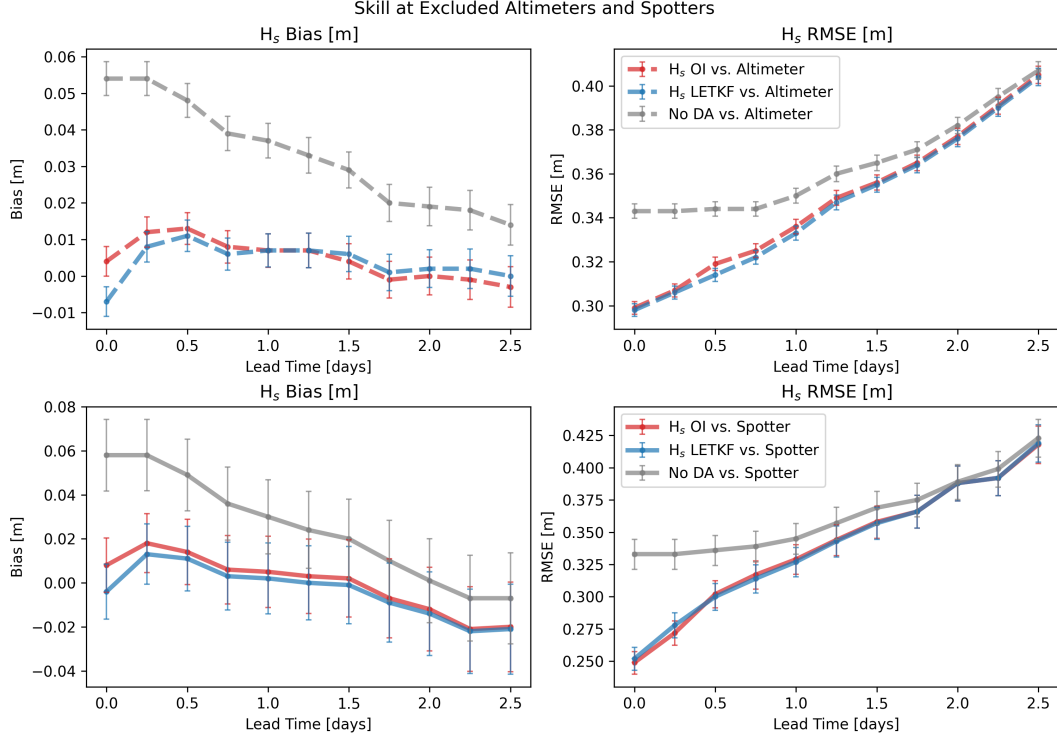 Skill at Excluded Altimeters and Spotters
Hs Bias [m]
0.06
0.05
0.04
0.03
0.02
0.01
0.00
−0.01
Bias [m]
0.0 0.5 1.0 1.5 2.0 2.5
Lead Time [days]
Hs RMSE [m]
0.40
0.38
0.36
0.34
0.32
0.30
RMSE [m]
Hs OI vs. Altimeter
Hs LETKF vs. Altimeter
No DA vs. Altimeter
0.0 0.5 1.0 1.5 2.0 2.5
Lead Time [days]
Hs Bias [m]
0.08
0.06
0.04
0.02
0.00
−0.02
−0.04
Bias [m]
0.0 0.5 1.0 1.5 2.0 2.5
Lead Time [days]
Hs RMSE [m]
0.425
0.400
0.375
0.350
0.325
0.300
0.275
0.250
RMSE [m]
Hs OI vs. Spotter
Hs LETKF vs. Spotter
No DA vs. Spotter
0.0 0.5 1.0 1.5 2.0 2.5
Lead Time [days]